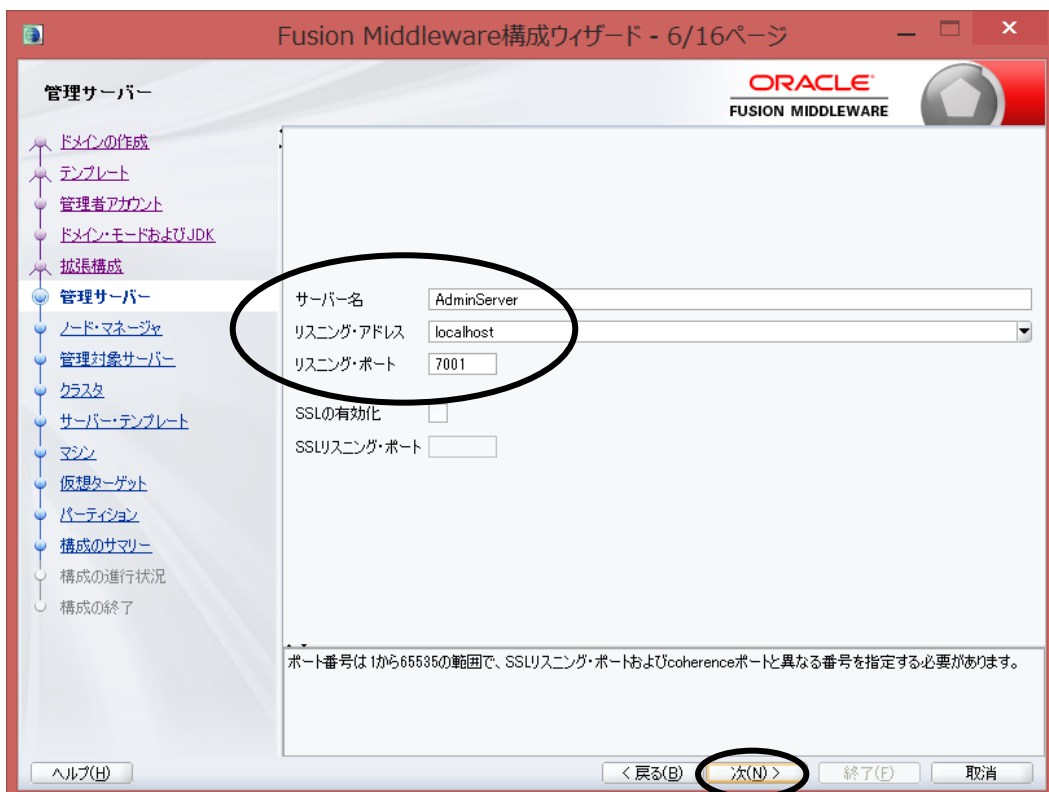 Fusion Middleware構成ウィザード - 6/16ページ
管理サーバー
ORACLE
FUSION MIDDLEWARE
ドメインの作成
テンプレート
管理者アカウント
ドメイン・モードおよびJDK
拡張構成
管理サーバー
ノード・マネージャ
管理対象サーバー
クラスタ
サーバー・テンプレート
マシン
仮想ターゲット
パーティション
構成のサマリー
構成の進行状況
構成の終了
サーバー名 AdminServer
リスニング・アドレス localhost
リスニング・ポート 7001
SSLの有効化
SSLリスニング・ポート
ポート番号は1から65535の範囲で、SSLリスニング・ポートおよびcoherenceポートと異なる番号を指定する必要があります。
ヘルプ(H) < 戻る(B) 次(N) > 終了(F) 取消